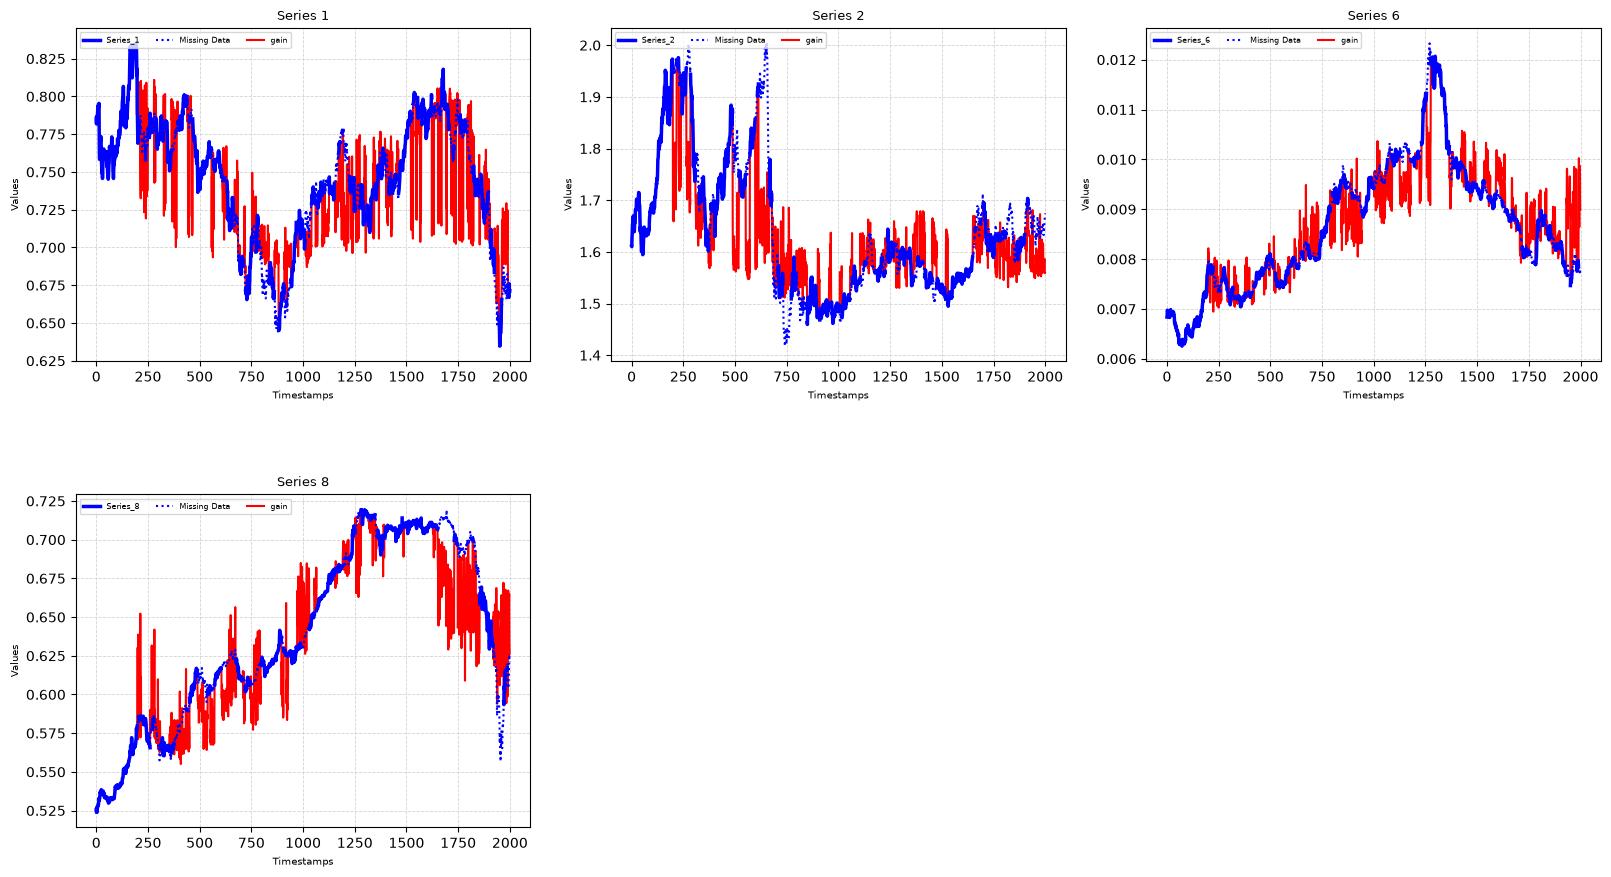 Series 1
Series_1 Missing Data gain
Values
0.825
0.800
0.775
0.750
0.725
0.700
0.675
0.650
0.625
0 250 500 750 1000 1250 1500 1750 2000
Timestamps
Series 2
Series_2 Missing Data gain
Values
2.0
1.9
1.8
1.7
1.6
1.5
1.4
0 250 500 750 1000 1250 1500 1750 2000
Timestamps
Series 6
Series_6 Missing Data gain
Values
0.012
0.011
0.010
0.009
0.008
0.007
0.006
0 250 500 750 1000 1250 1500 1750 2000
Timestamps
Series 8
Series_8 Missing Data gain
Values
0.725
0.700
0.675
0.650
0.625
0.600
0.575
0.550
0.525
0 250 500 750 1000 1250 1500 1750 2000
Timestamps